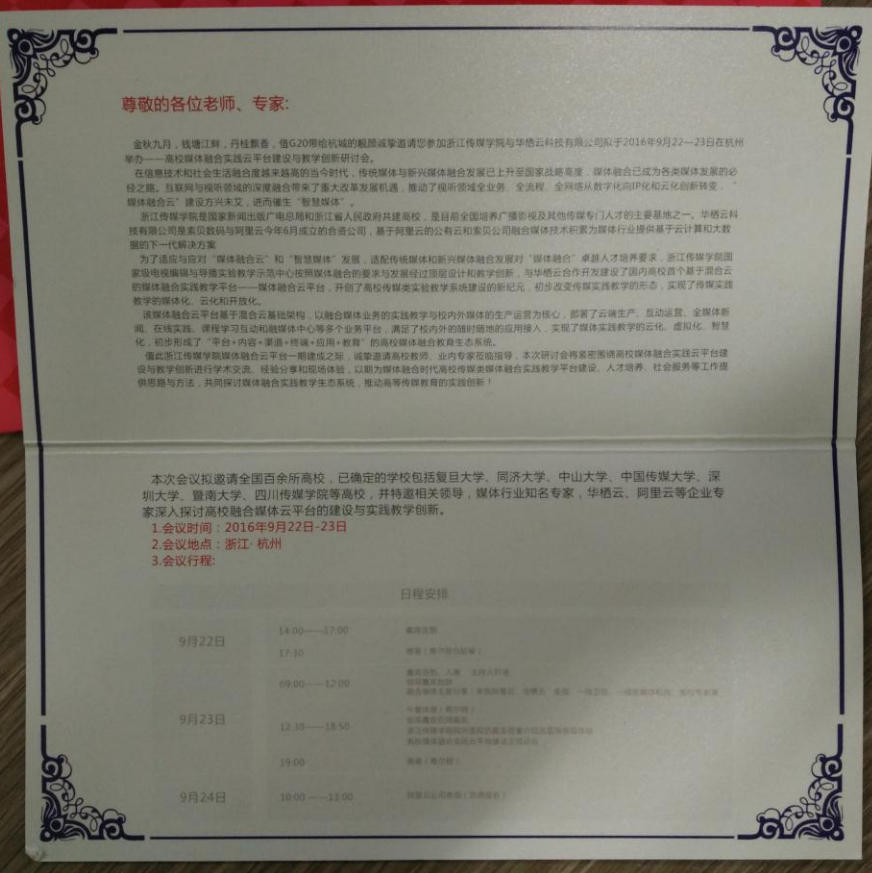 尊敬的各位老师、专家:
金秋九月，钱塘江畔，丹桂飘香，值G20带给杭城的靓颜诚挚邀请您参加浙江传媒学院与华栖云科技有限公司拟于2016年9月22—23日在杭州
举办——高校媒体融合实践云平台建设与教学创新研讨会。
在信息技术和社会生活融合度越来越高的当今时代，传统媒体与新兴媒体融合发展已上升至国家战略高度，媒体融合已成为各类媒体发展的必
经之路。互联网与视听领域的深度融合带来了重大改革发展机遇，推动了视听领域全业务、全流程、全网络从数字化向IP化和云化创新转变，“
媒体融合云”建设方兴未艾，进而催生“智慧媒体”。
浙江传媒学院是国家新闻出版广电总局和浙江省人民政府共建高校，是目前全国培养广播影视及其他传媒专门人才的主要基地之一。华栖云科
技有限公司是索贝数码与阿里云今年6月成立的合资公司，基于阿里云的公有云和索贝公司融合媒体技术积累为媒体行业提供基于云计算和大数
据的下一代解决方案
为了适应与应对“媒体融合云”和“智慧媒体”发展，适配传统媒体和新兴媒体融合发展对“媒体融合”卓越人才培养要求，浙江传媒学院国
家级电视编辑与导播实验教学示范中心按照媒体融合的要求与发展经过顶层设计和教学创新，与华栖云合作开发建设了国内高校首个基于混合云
的媒体融合实践教学平台——媒体融合云平台，开创了高校传媒类实验教学系统建设的新纪元，初步改变传媒实践教学的形态，实现了传媒实践
教学的媒体化、云化和开放化。
该媒体融合云平台基于混合云基础架构，以融合媒体业务的实践教学与校内外媒体的生产运营为核心，部署了云端生产、互动运营、全媒体新
闻、在线实践、课程学习互动和融媒体中心等多个业务平台，满足了校内外的随时随地的应用接入，实现了媒体实践教学的云化、虚拟化、智慧
化，初步形成了“平台+内容+渠道+终端+应用+教育”的高校媒体融合教育生态系统。
值此浙江传媒学院媒体融合云平台一期建成之际，诚挚邀请高校教师、业内专家莅临指导，本次研讨会将紧密围绕高校媒体融合实践云平台建
设与教学创新进行学术交流、经验分享和现场体验，以期为媒体融合时代高校传媒类媒体融合实践教学平台建设、人才培养、社会服务等工作提
供思路与方法，共同探讨媒体融合实践教学生态系统，推动高等传媒教育的实践创新！
本次会议拟邀请全国百余所高校，已确定的学校包括复旦大学、同济大学、中山大学、中国传媒大学、深
圳大学、暨南大学、四川传媒学院等高校，并特邀相关领导，媒体行业知名专家，华栖云、阿里云等企业专
家深入探讨高校融合媒体云平台的建设与实践教学创新。
1.会议时间：2016年9月22日-23日
2.会议地点：浙江·杭州
3.会议行程:
日程安排
9月22日
14:00——17:00
17:30
9月23日
09:00——12:00
12:30——18:50
19:00
9月24日
10:00——11:00